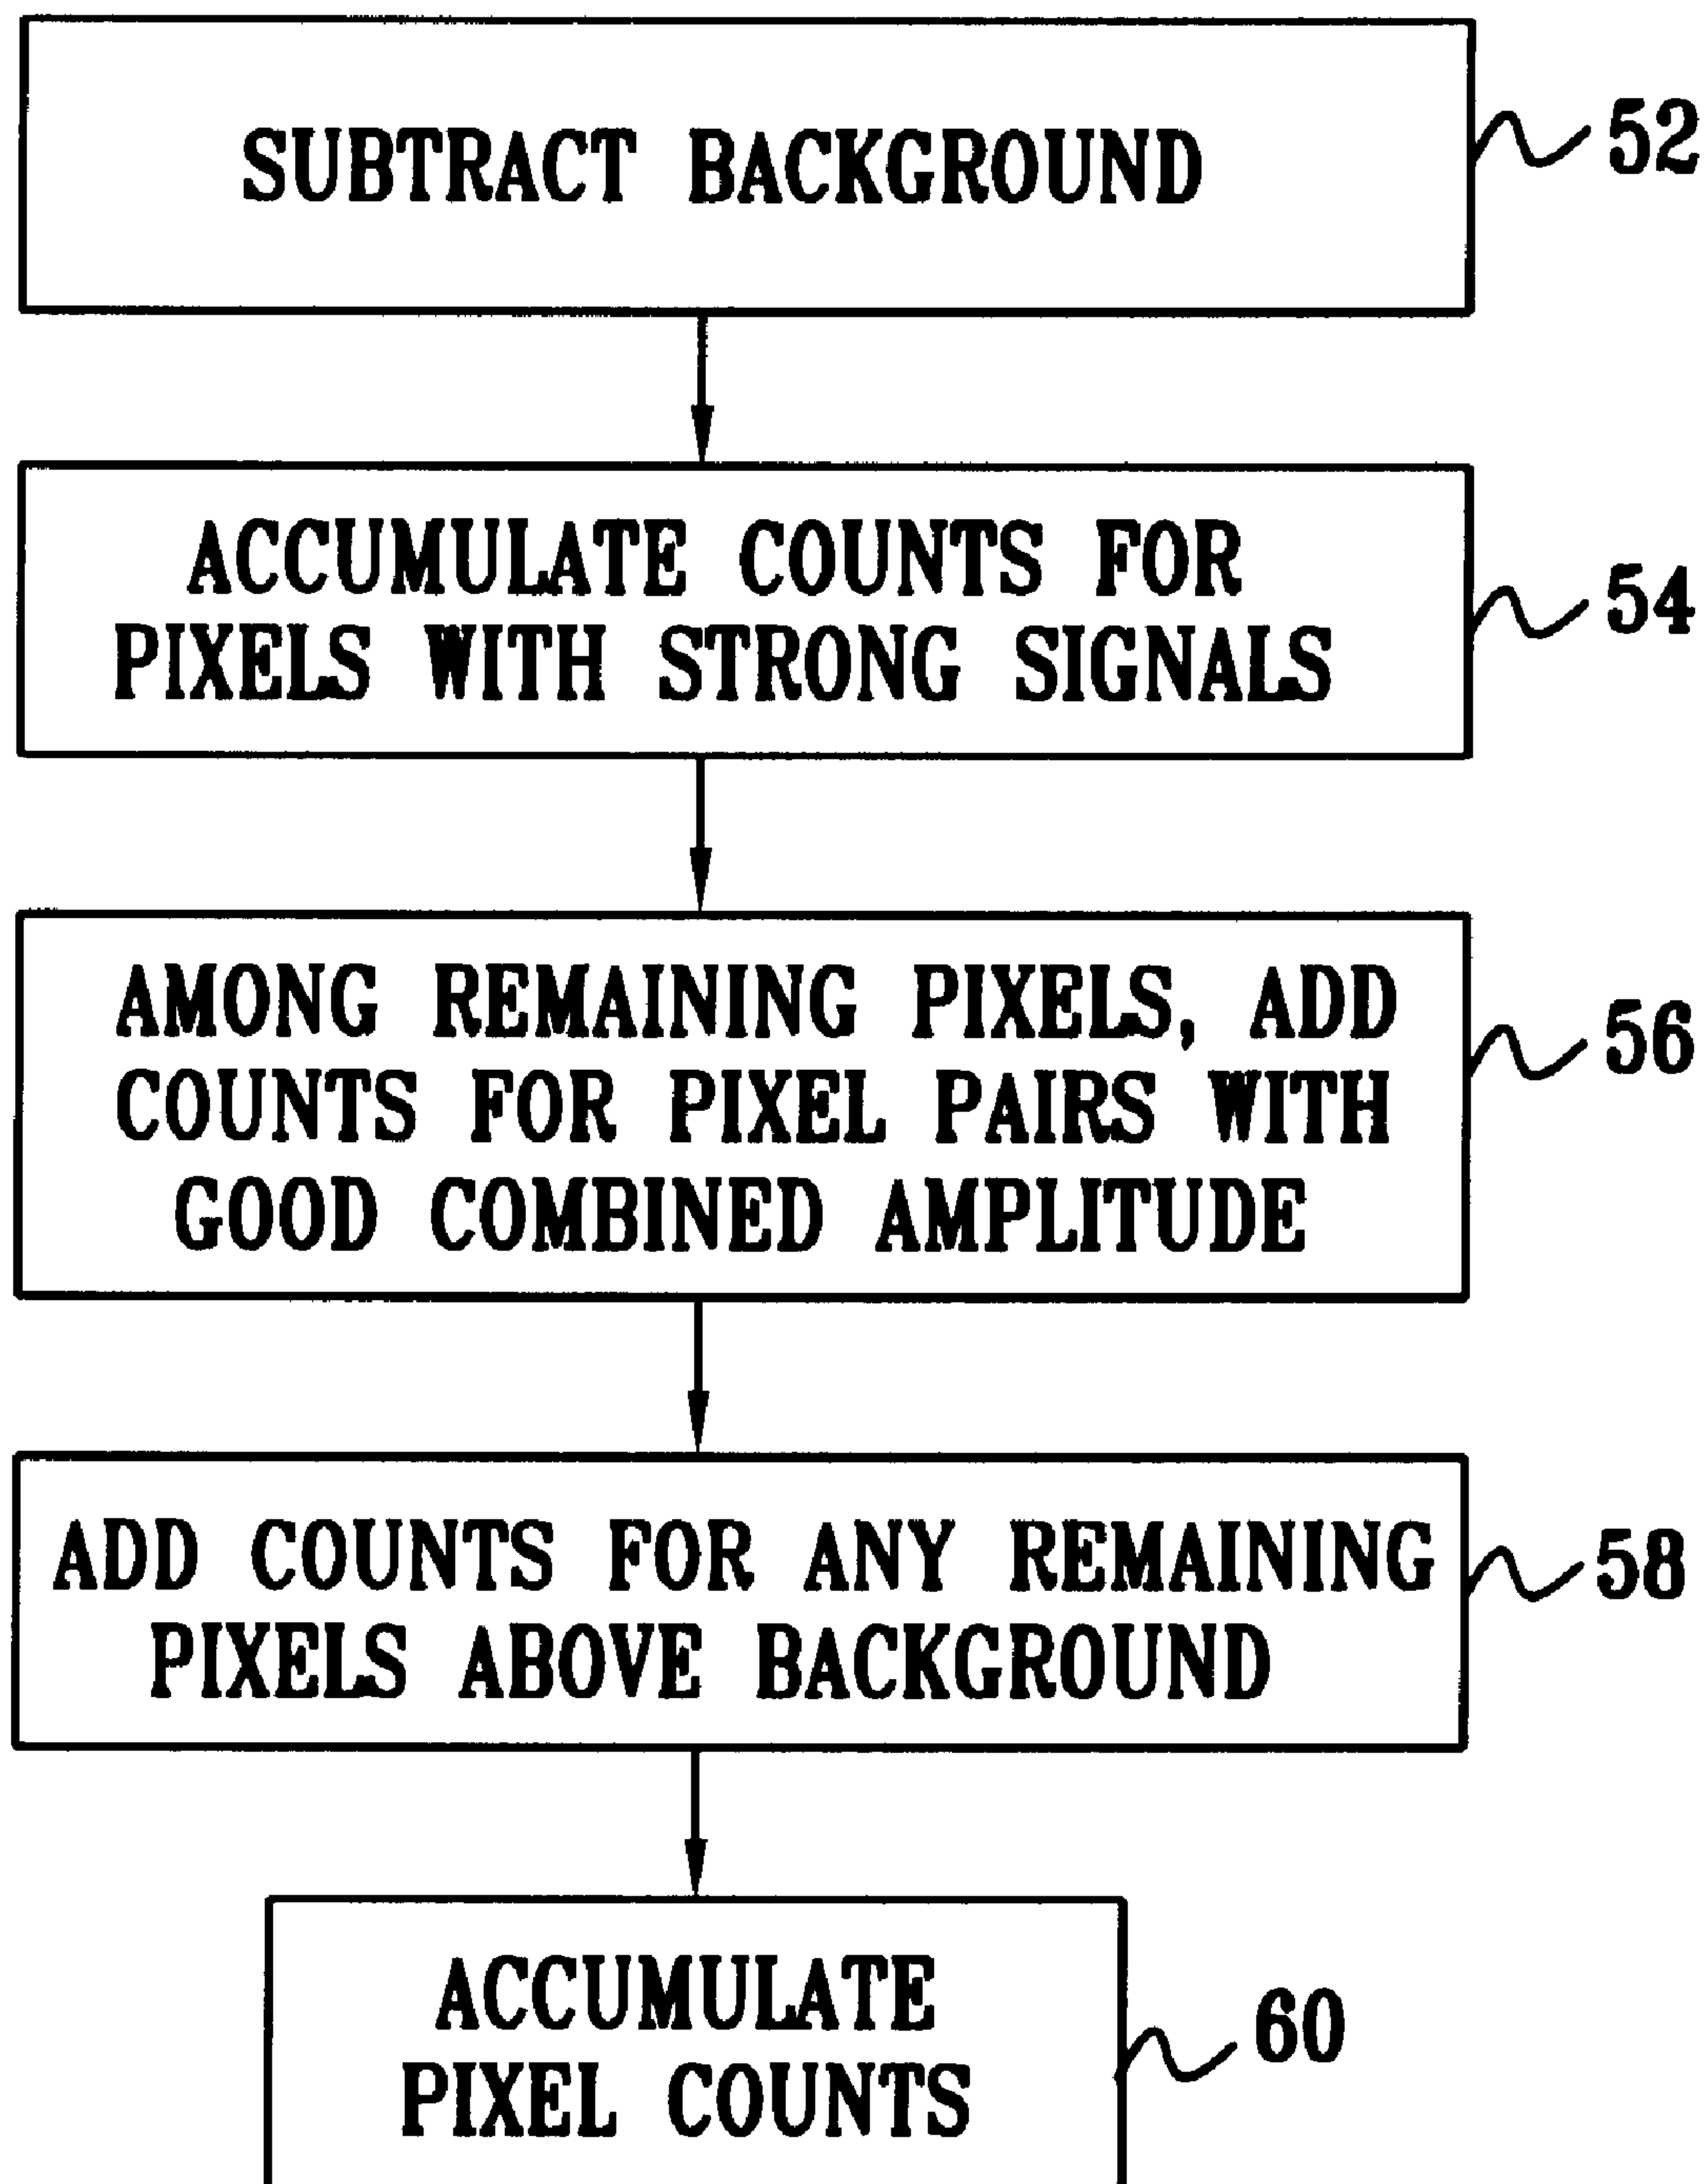 SUBTRACT BACKGROUND
52
ACCUMULATE COUNTS FOR
PIXELS WITH STRONG SIGNALS
54
AMONG REMAINING PIXELS, ADD
COUNTS FOR PIXEL PAIRS WITH
GOOD COMBINED AMPLITUDE
56
ADD COUNTS FOR ANY REMAINING
PIXELS ABOVE BACKGROUND
58
ACCUMULATE
PIXEL COUNTS
60